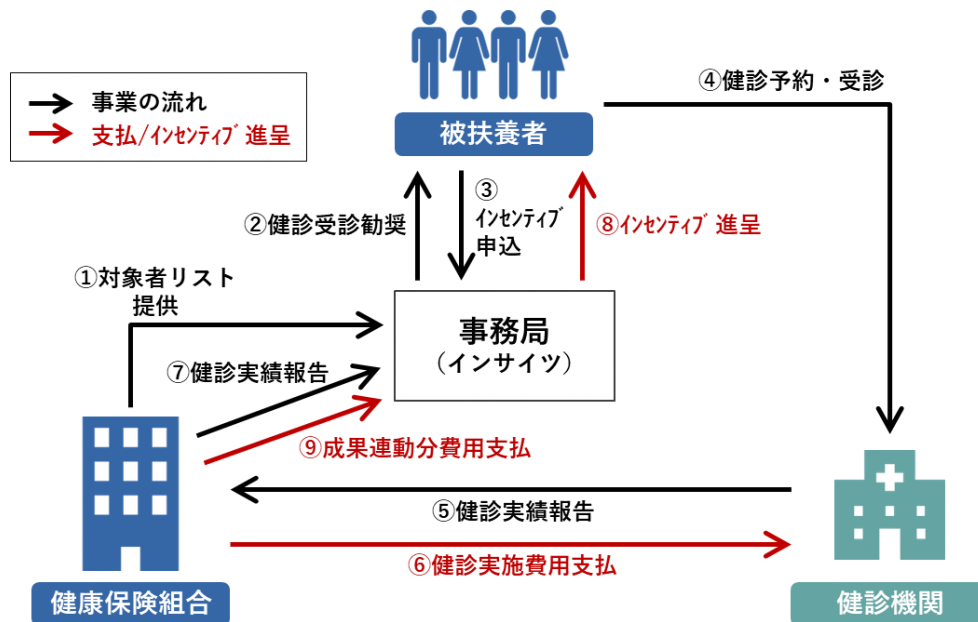 ④健診予約・受診
事業の流れ
支払/ｲﾝｾﾝﾃｨﾌﾞ進呈
被扶養者
②健診受診勧奨
③
ｲﾝｾﾝﾃｨﾌﾞ
申込
⑧ｲﾝｾﾝﾃｨﾌﾞ進呈
①対象者リスト
提供
事務局
（インサイツ）
⑦健診実績報告
⑨成果連動分費用支払
⑤健診実績報告
⑥健診実施費用支払
健康保険組合
健診機関